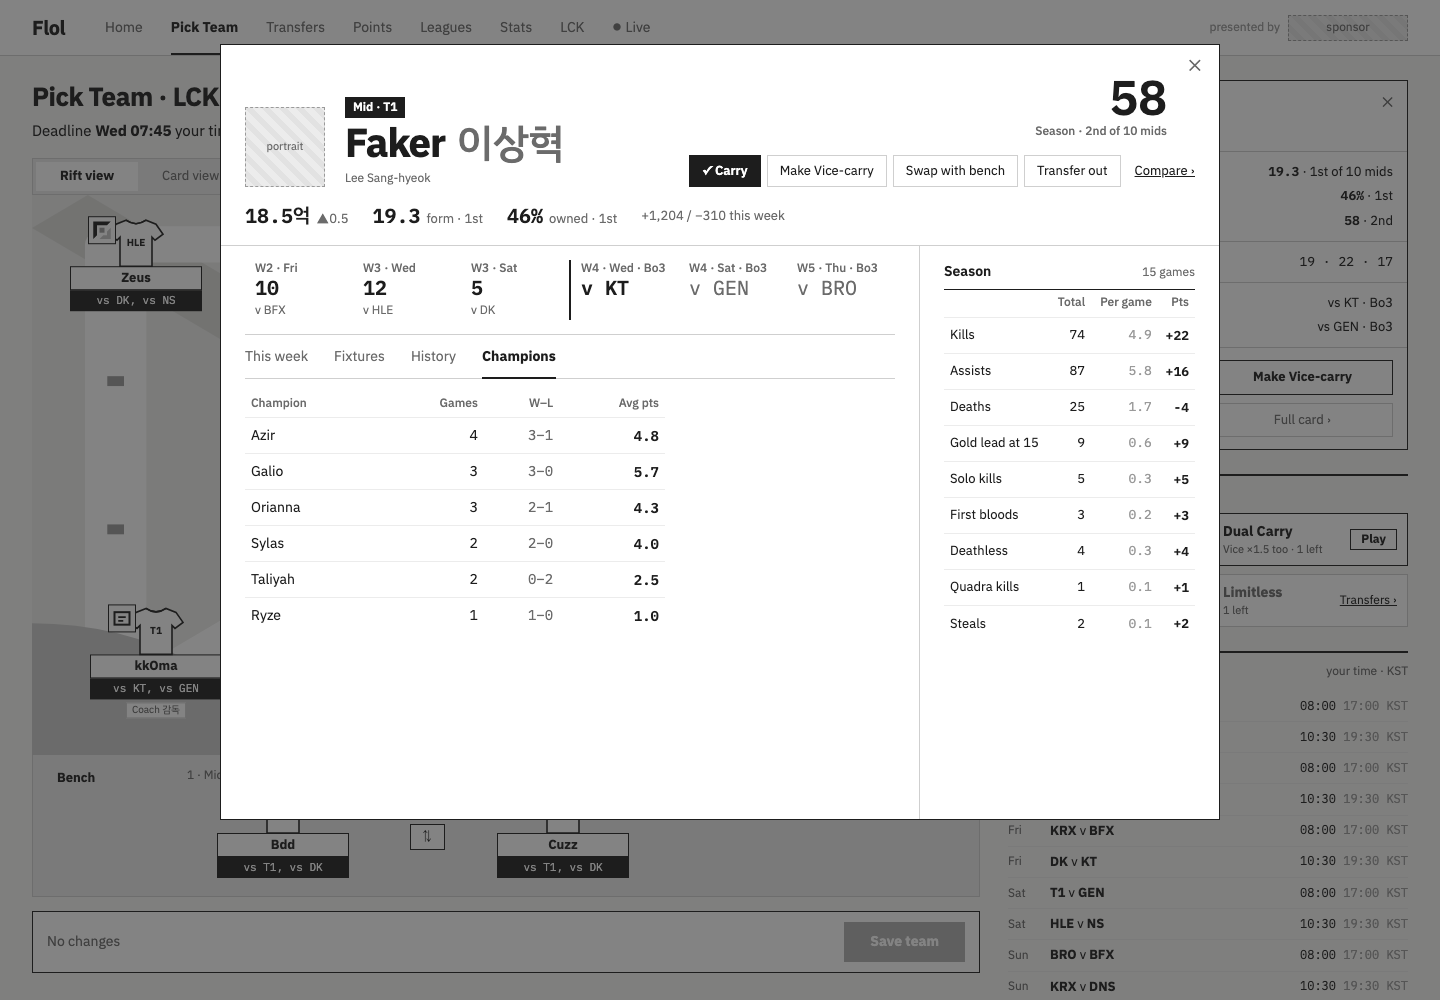 Flol Home Pick Team Transfers Points Leagues Stats LCK Live presented by sponsor
Pick Team · LCK
Deadline Wed 07:45 your
Rift view Card view
HLE
Zeus
vs DK, vs NS
T1
kkOma
vs KT, vs GEN
Coach 감독
Bench 1 ·
Bdd
vs T1, vs DK
⇅
Cuzz
vs T1, vs DK
No changes Save team
×
portrait
Mid · T1
Faker 이상혁
Lee Sang-hyeok
58
Season · 2nd of 10 mids
✓ Carry Make Vice-carry Swap with bench Transfer out Compare ›
18.5억 ▲0.5 19.3 form · 1st 46% owned · 1st +1,204 / −310 this week
W2 · Fri W3 · Wed W3 · Sat W4 · Wed · Bo3 W4 · Sat · Bo3 W5 · Thu · Bo3
10 12 5 v KT v GEN v BRO
v BFX v HLE v DK
This week Fixtures History Champions
Champion Games W–L Avg pts
Azir 4 3–1 4.8
Galio 3 3–0 5.7
Orianna 3 2–1 4.3
Sylas 2 2–0 4.0
Taliyah 2 0–2 2.5
Ryze 1 1–0 1.0
Season 15 games
Total Per game Pts
Kills 74 4.9 +22
Assists 87 5.8 +16
Deaths 25 1.7 -4
Gold lead at 15 9 0.6 +9
Solo kills 5 0.3 +5
First bloods 3 0.2 +3
Deathless 4 0.3 +4
Quadra kills 1 0.1 +1
Steals 2 0.1 +2
×
19.3 · 1st of 10 mids
46% · 1st
58 · 2nd
19 · 22 · 17
vs KT · Bo3
vs GEN · Bo3
Make Vice-carry
Full card ›
Dual Carry
Vice ×1.5 too · 1 left
Play
Limitless
1 left
Transfers ›
your time · KST
08:00 17:00 KST
10:30 19:30 KST
08:00 17:00 KST
10:30 19:30 KST
Fri KRX v BFX 08:00 17:00 KST
Fri DK v KT 10:30 19:30 KST
Sat T1 v GEN 08:00 17:00 KST
Sat HLE v NS 10:30 19:30 KST
Sun BRO v BFX 08:00 17:00 KST
Sun KRX v DNS 10:30 19:30 KST